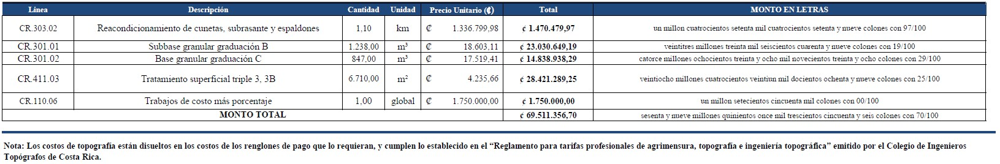 Línea Descripción Cantidad Unidad Precio Unitario (₡) Total MONTO EN LETRAS
CR.303.02 Reacondicionamiento de cunetas, subrasante y espaldones 1,10 km ₡ 1.336.799,98 ¢ 1.470.479,97 un millon cuatrocientos setenta mil cuatrocientos setenta y nueve colones con 97/100
CR.301.01 Subbase granular graduación B 1.238,00 m³ ₡ 18.603,11 ¢ 23.030.649,19 veintitres millones treinta mil seiscientos cuarenta y nueve colones con 19/100
CR.301.02 Base granular graduación C 847,00 m³ ₡ 17.519,41 ¢ 14.838.938,29 catorce millones ochocientos treinta y ocho mil novecientos treinta y ocho colones con 29/100
CR.411.03 Tratamiento superficial triple 3, 3B 6.710,00 m² ₡ 4.235,66 ¢ 28.421.289,25 veintiocho millones cuatrocientos veintiun mil docientos ochenta y nueve colones con 25/100
CR.110.06 Trabajos de costo más porcentaje 1,00 global ₡ 1.750.000,00 ¢ 1.750.000,00 un millon setecientos cincuenta mil colones con 00/100
MONTO TOTAL ¢ 69.511.356,70 sesenta y nueve millones quinientos once mil trescientos cincuenta y seis colones con 70/100
Nota: Los costos de topografía están disueltos en los costos de los renglones de pago que lo requieran, y cumplen lo establecido en el “Reglamento para tarifas profesionales de agrimensura, topografía e ingeniería topográfica” emitido por el Colegio de Ingenieros
Topógrafos de Costa Rica.